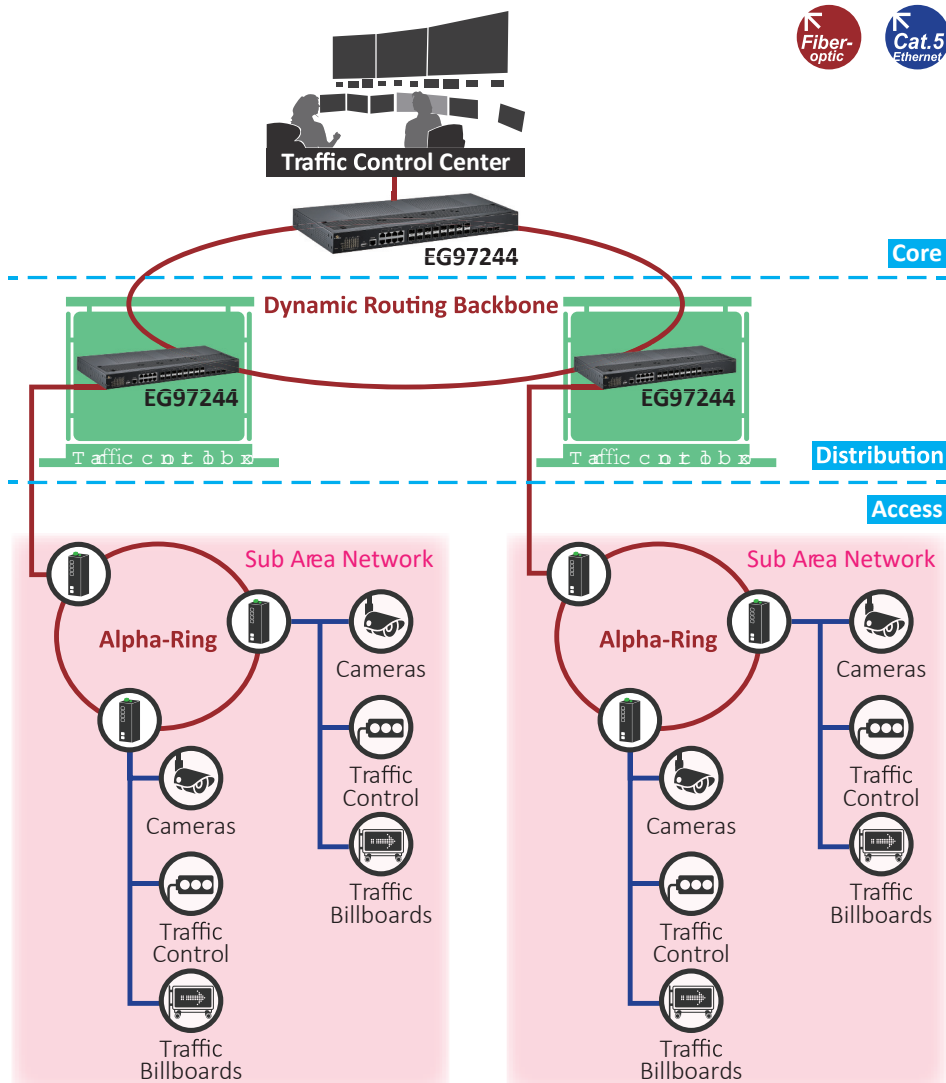 Fiber-
optic
Cat.5
Ethernet
Traffic Control Center
EG97244
Core
Dynamic Routing Backbone
EG97244
EG97244
Distribution
Access
Sub Area Network
Alpha-Ring
Cameras
Traffic
Control
Cameras
Traffic
Billboards
Traffic
Control
Traffic
Billboards
Sub Area Network
Alpha-Ring
Cameras
Traffic
Control
Cameras
Traffic
Billboards
Traffic
Control
Traffic
Billboards